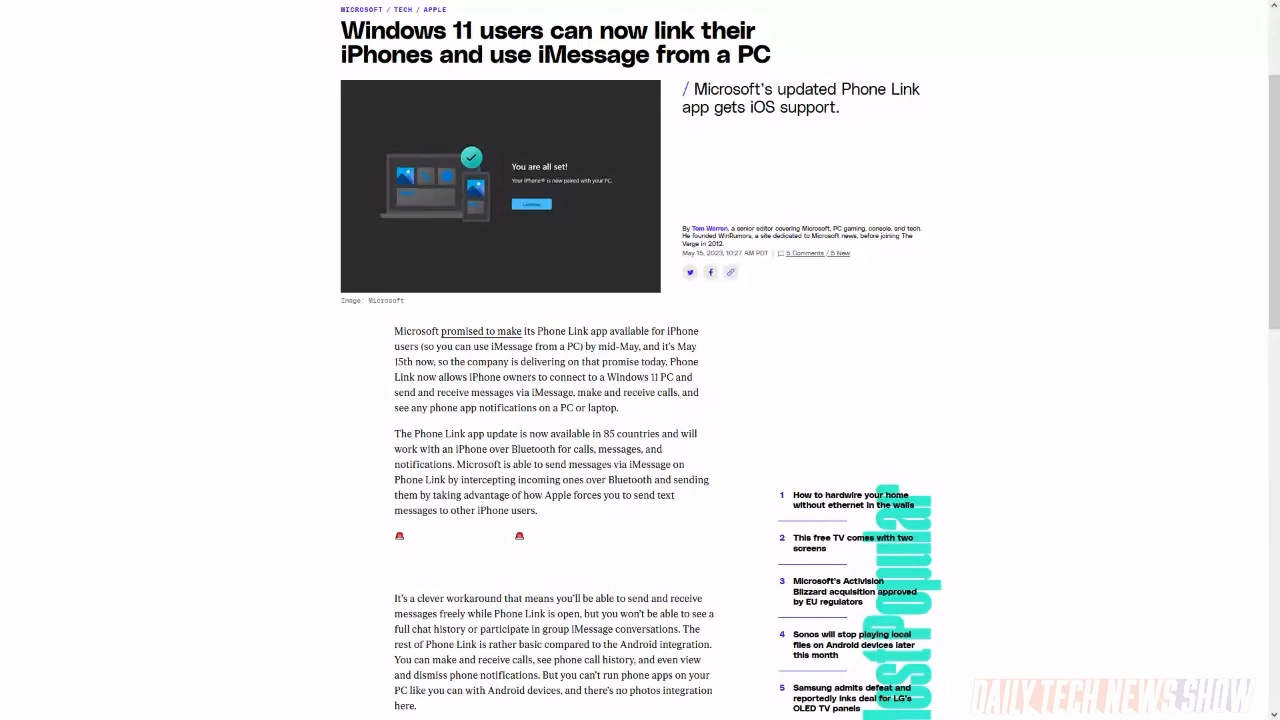 MICROSOFT / TECH / APPLE
Windows 11 users can now link their
iPhones and use iMessage from a PC
/ Microsoft's updated Phone Link
app gets iOS support.
You are all set!
Your iPhone® is now paired with your PC.
Continue
By Tom Warren, a senior editor covering Microsoft, PC gaming, console, and tech.
He founded WinRumors, a site dedicated to Microsoft news, before joining The
Verge in 2012.
May 15, 2023, 10:27 AM PDT | 5 Comments / 5 New
Image: Microsoft
Microsoft promised to make its Phone Link app available for iPhone
users (so you can use iMessage from a PC) by mid-May, and it's May
15th now, so the company is delivering on that promise today. Phone
Link now allows iPhone owners to connect to a Windows 11 PC and
send and receive messages via iMessage, make and receive calls, and
see any phone app notifications on a PC or laptop.
The Phone Link app update is now available in 85 countries and will
work with an iPhone over Bluetooth for calls, messages, and
notifications. Microsoft is able to send messages via iMessage on
Phone Link by intercepting incoming ones over Bluetooth and sending
them by taking advantage of how Apple forces you to send text
messages to other iPhone users.
It's a clever workaround that means you'll be able to send and receive
messages freely while Phone Link is open, but you won't be able to see a
full chat history or participate in group iMessage conversations. The
rest of Phone Link is rather basic compared to the Android integration.
You can make and receive calls, see phone call history, and even view
and dismiss phone notifications. But you can't run phone apps on your
PC like you can with Android devices, and there's no photos integration
here.
Most Popular
1 How to hardwire your home
without ethernet in the walls
2 This free TV comes with two
screens
3 Microsoft's Activision
Blizzard acquisition approved
by EU regulators
4 Sonos will stop playing local
files on Android devices later
this month
5 Samsung admits defeat and
reportedly inks deal for LG's
OLED TV panels
DAILY TECH NEWS SHOW